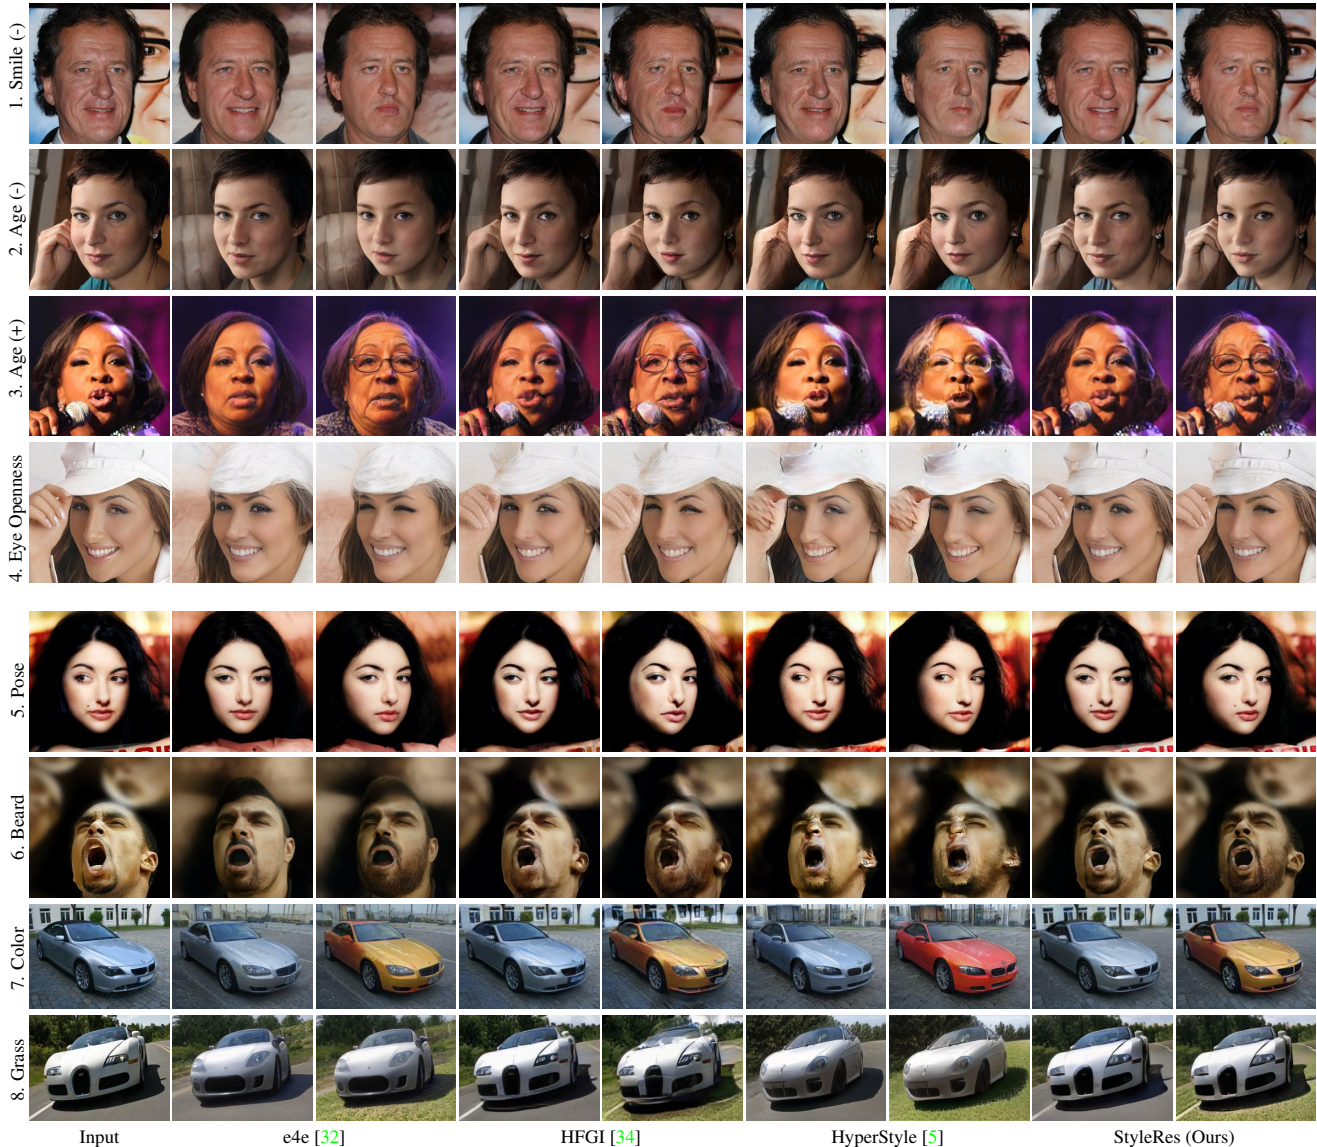 1. Smile (-)
2. Age (-)
3. Age (+)
4. Eye Openness
5. Pose
6. Beard
7. Color
8. Grass
Input e4e [32] HFGI [34] HyperStyle [5] StyleRes (Ours)